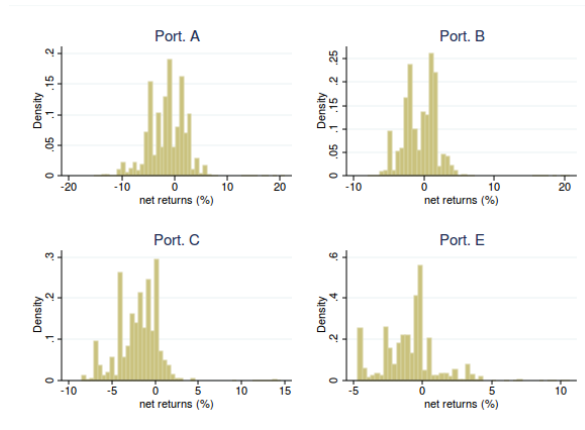 Port. A
.2
.15
.1
.05
0
Density
-20 -10 0 10 20
net returns (%)
Port. B
.25
.2
.15
.1
.05
0
Density
-10 0 10 20
net returns (%)
Port. C
.3
.2
.1
0
Density
-10 -5 0 5 10 15
net returns (%)
Port. E
.6
.4
.2
0
Density
-5 0 5 10
net returns (%)